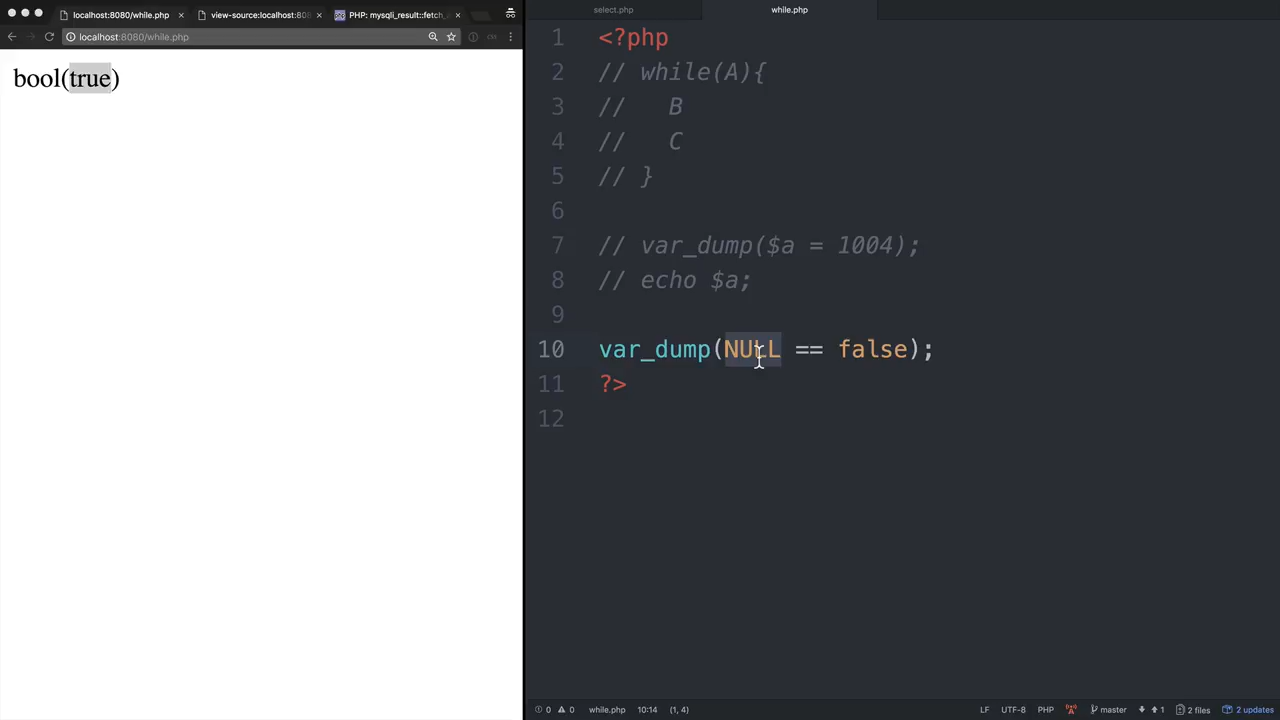 localhost:8080/while.php
view-source:localhost:808
PHP: mysqli_result::fetch_
localhost:8080/while.php
bool(true)
select.php
while.php
1 <?php
2 // while(A){
3 //   B
4 //   C
5 // }
6
7 // var_dump($a = 1004);
8 // echo $a;
9
10 var_dump(NULL == false);
11 ?>
12
0 0 while.php 10:14 (1, 4) LF UTF-8 PHP master 1 2 files 2 updates